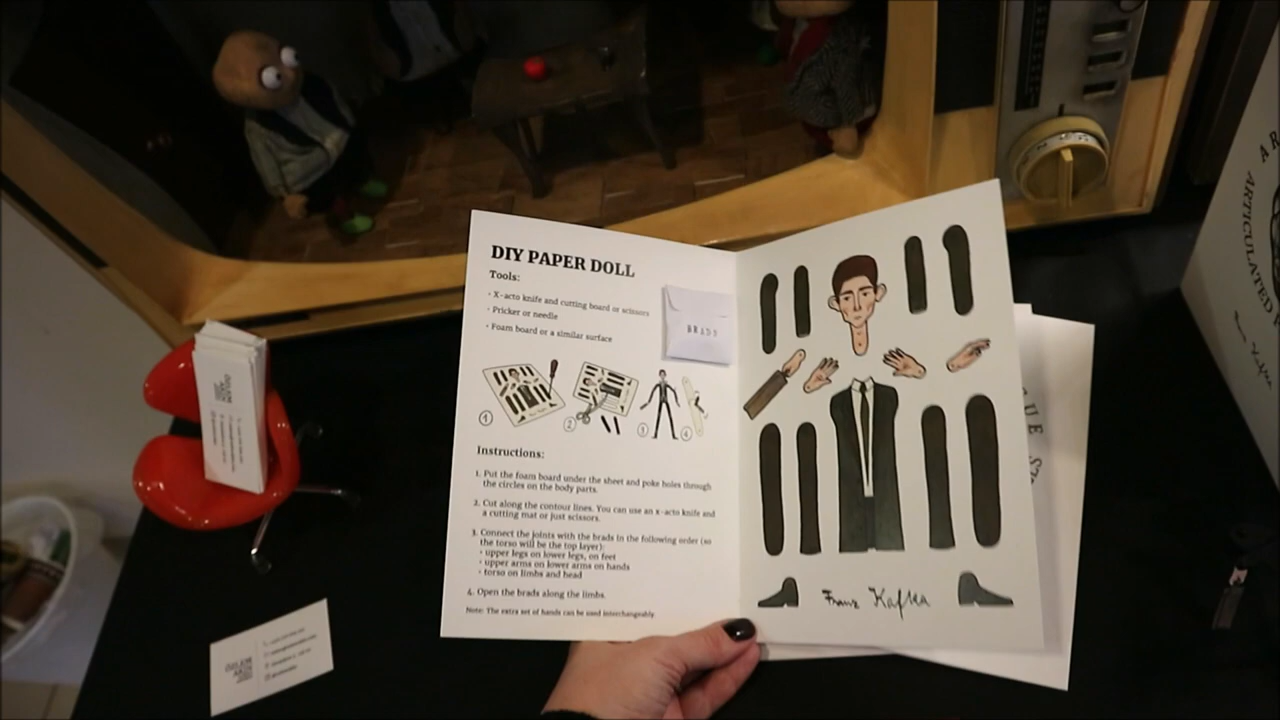 DIY PAPER DOLL
Tools:
· X-acto knife and cutting board or scissors
· Pricker or needle
· Foam board or a similar surface
BRADS
1
2
3
4
Instructions:
1. Put the foam board under the sheet and poke holes through
the circles on the body parts.
2. Cut along the contour lines. You can use an x-acto knife and
a cutting mat or just scissors.
3. Connect the joints with the brads in the following order (so
the torso will be the top layer):
· upper legs on lower legs, on feet
· upper arms on lower arms on hands
· torso on limbs and head
4. Open the brads along the limbs.
Note: The extra set of hands can be used interchangeably
Franz Kafka
ARTICULATED